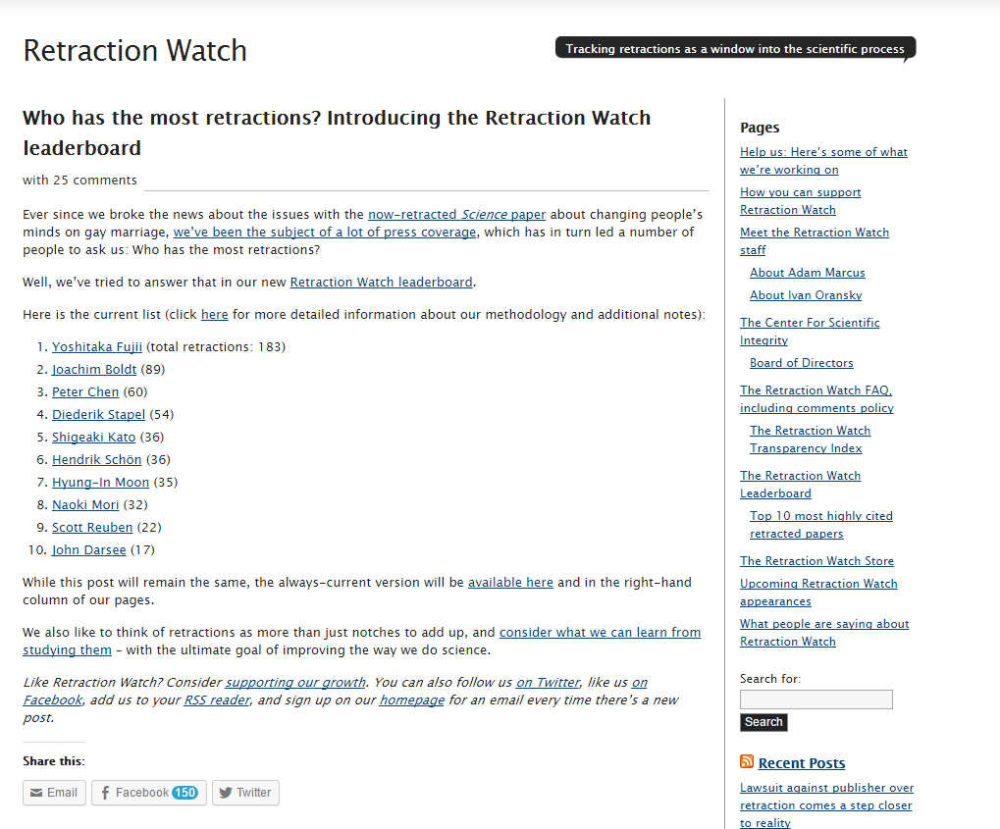 Retraction Watch
Tracking retractions as a window into the scientific process
Who has the most retractions? Introducing the Retraction Watch
leaderboard
with 25 comments
Ever since we broke the news about the issues with the now-retracted Science paper about changing people's
minds on gay marriage, we've been the subject of a lot of press coverage, which has in turn led a number of
people to ask us: Who has the most retractions?
Well, we've tried to answer that in our new Retraction Watch leaderboard.
Here is the current list (click here for more detailed information about our methodology and additional notes):
1. Yoshitaka Fujii (total retractions: 183)
2. Joachim Boldt (89)
3. Peter Chen (60)
4. Diederik Stapel (54)
5. Shigeaki Kato (36)
6. Hendrik Schön (36)
7. Hyung-In Moon (35)
8. Naoki Mori (32)
9. Scott Reuben (22)
10. John Darsee (17)
While this post will remain the same, the always-current version will be available here and in the right-hand
column of our pages.
We also like to think of retractions as more than just notches to add up, and consider what we can learn from
studying them – with the ultimate goal of improving the way we do science.
Like Retraction Watch? Consider supporting our growth. You can also follow us on Twitter, like us on
Facebook, add us to your RSS reader, and sign up on our homepage for an email every time there's a new
post.
Share this:
Email Facebook 150 Twitter
Pages
Help us: Here's some of what
we're working on
How you can support
Retraction Watch
Meet the Retraction Watch
staff
About Adam Marcus
About Ivan Oransky
The Center For Scientific
Integrity
Board of Directors
The Retraction Watch FAQ,
including comments policy
The Retraction Watch
Transparency Index
The Retraction Watch
Leaderboard
Top 10 most highly cited
retracted papers
The Retraction Watch Store
Upcoming Retraction Watch
appearances
What people are saying about
Retraction Watch
Search for:
Search
Recent Posts
Lawsuit against publisher over
retraction comes a step closer
to reality